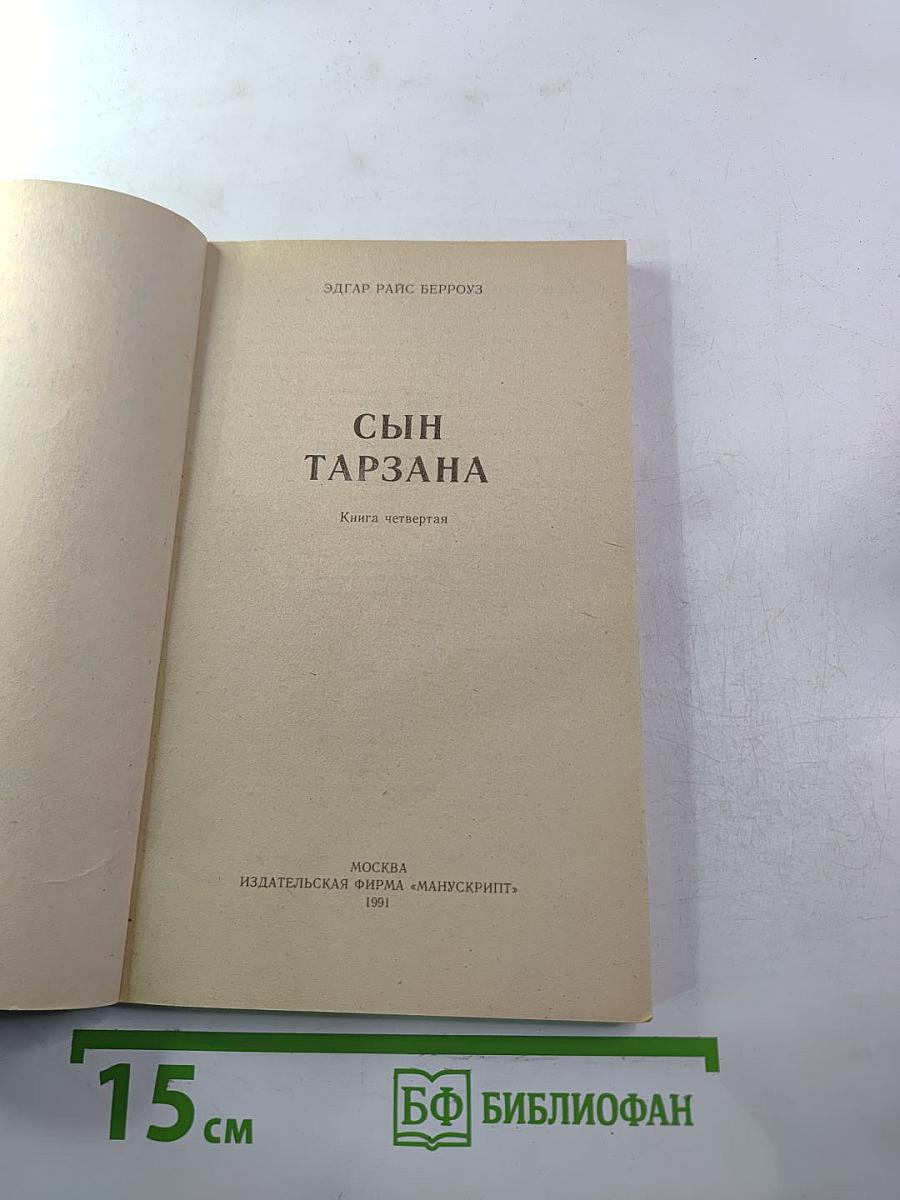 ЭДГАР РАЙС БЕРРОУЗ
СЫН
ТАРЗАНА
Книга четвертая
МОСКВА
ИЗДАТЕЛЬСКАЯ ФИРМА «МАНУСКРИПТ»
1991
15 см
БФ БИБЛИОФАН